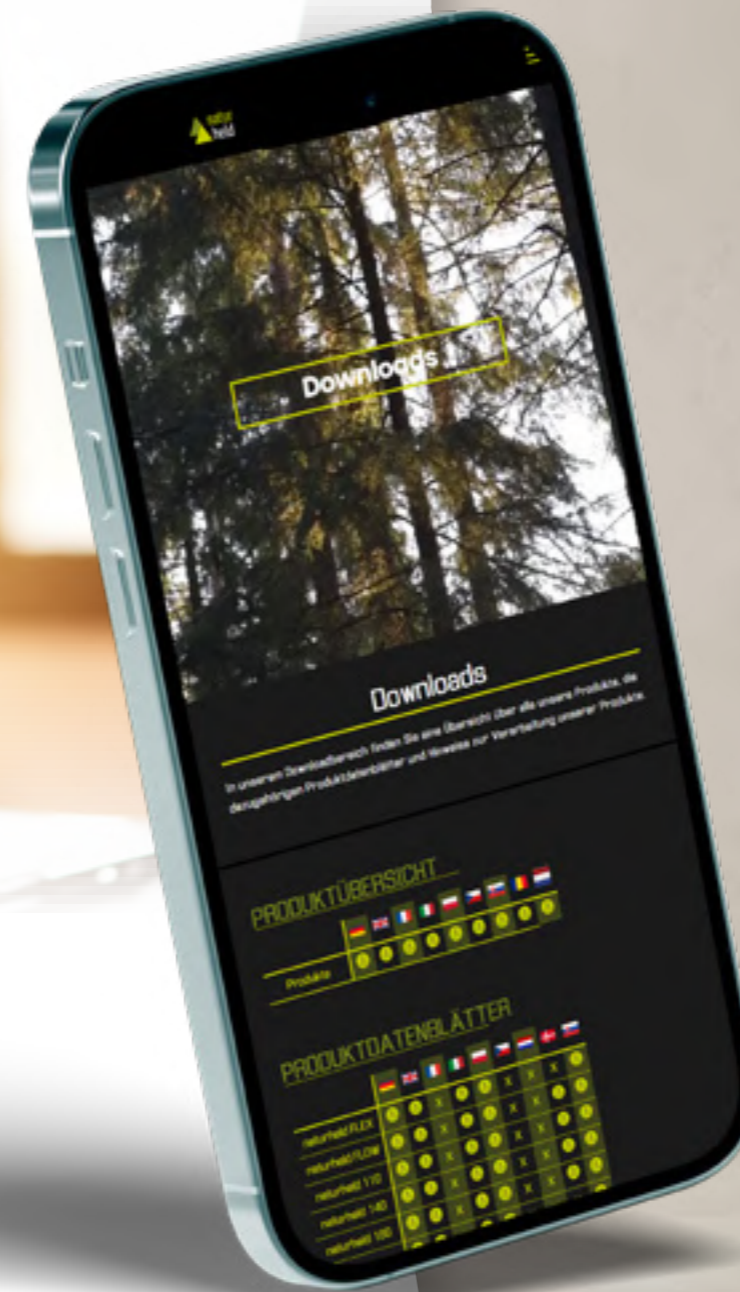 natur
held
Downloads
Downloads
In unserem Downloadbereich finden Sie eine Übersicht über alle unsere Produkte, die
dazugehörigen Produktdatenblätter und Hinweise zur Verarbeitung unserer Produkte.
PRODUKTÜBERSICHT
Produkte
PRODUKTDATENBLÄTTER
naturheld FLEX X X X X
naturheld FLOW X X X
naturheld 110 X X
naturheld 140 X X
naturheld 180 X X X